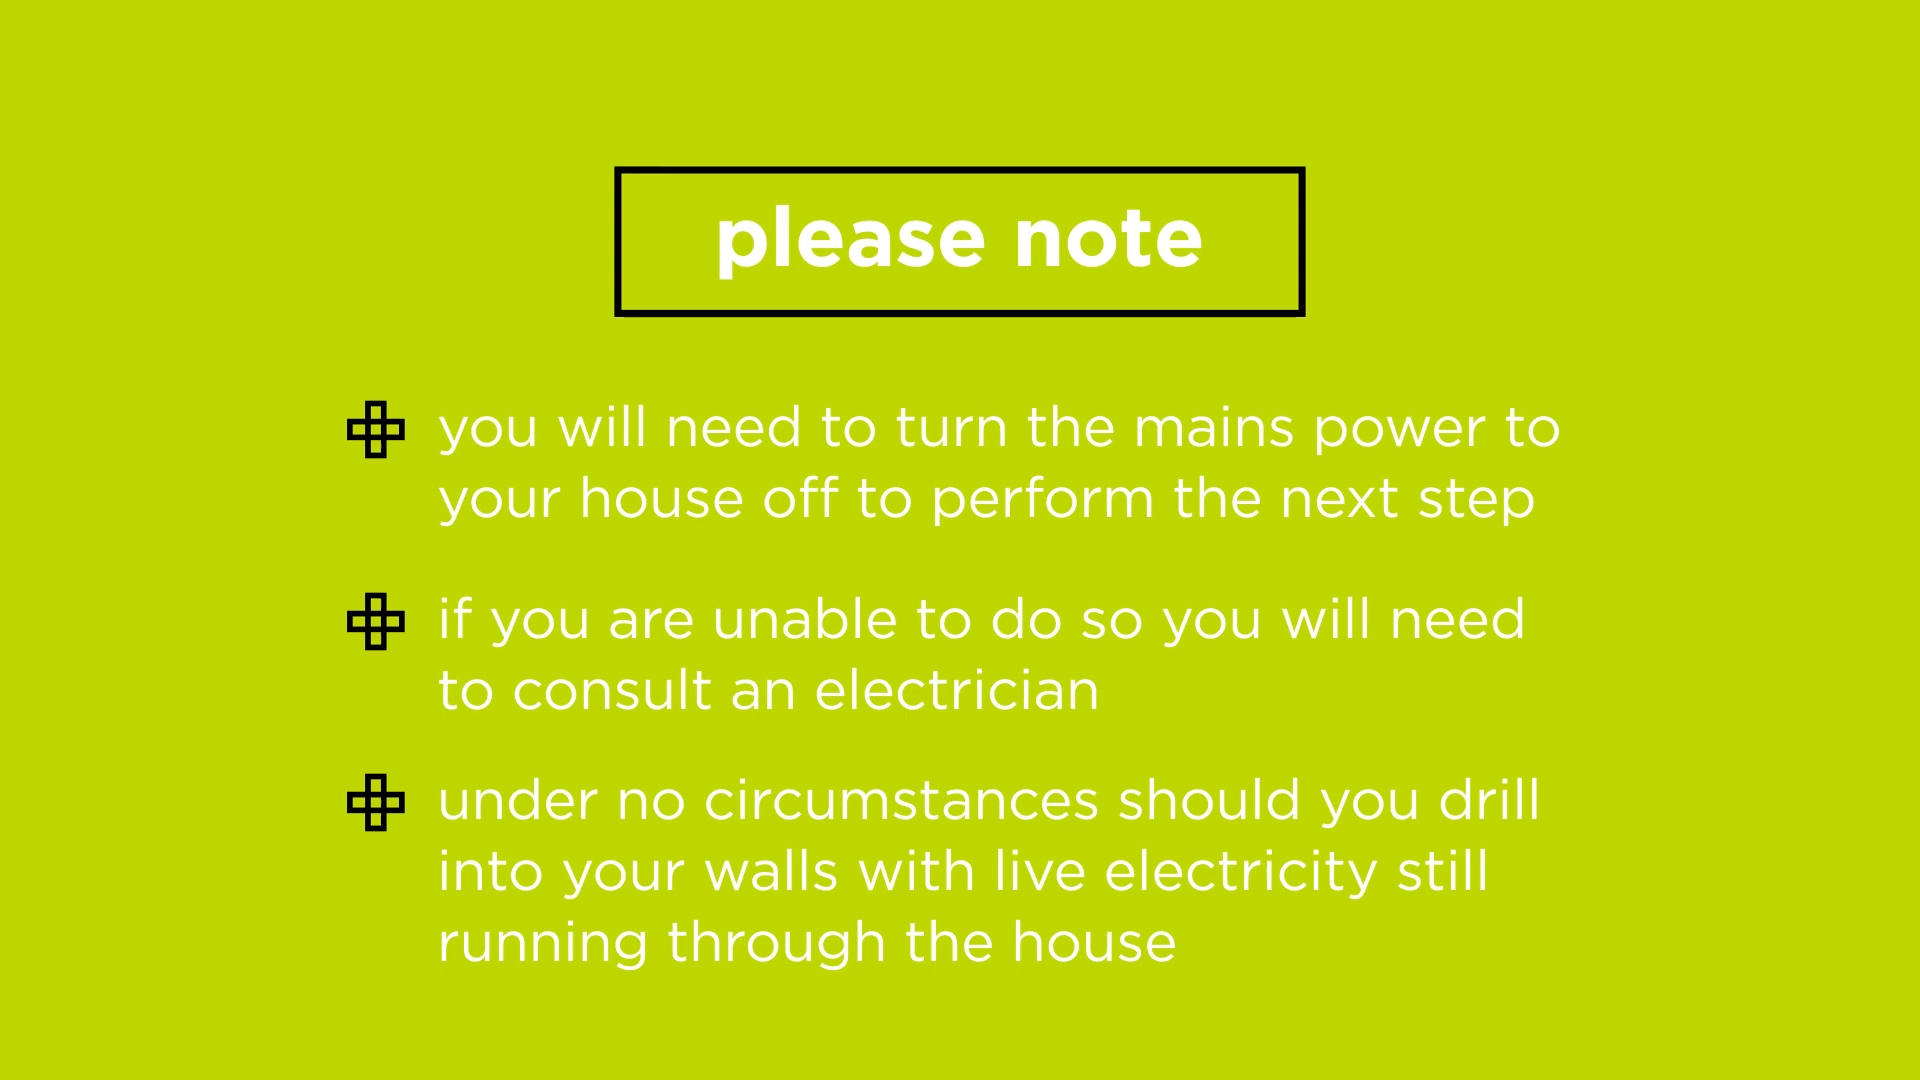 please note
you will need to turn the mains power to
your house off to perform the next step
if you are unable to do so you will need
to consult an electrician
under no circumstances should you drill
into your walls with live electricity still
running through the house